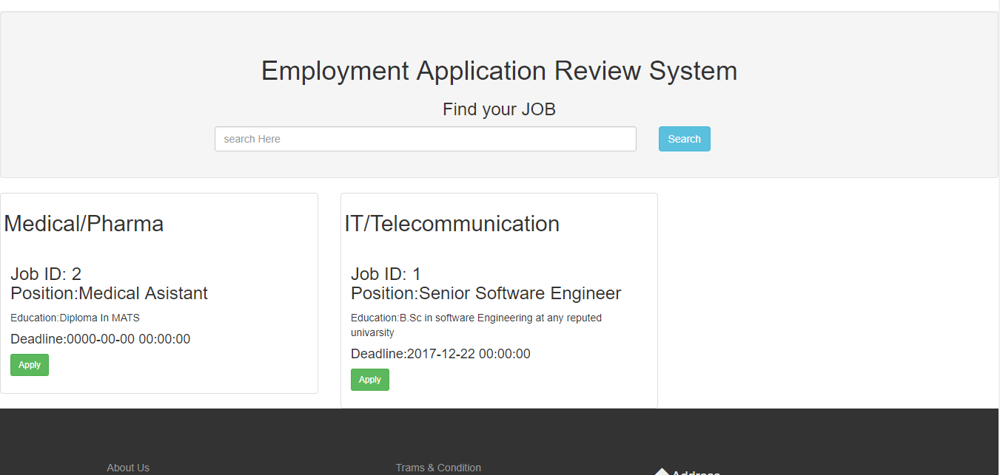 Employment Application Review System
Find your JOB
search Here
Search
Medical/Pharma
Job ID: 2
Position:Medical Asistant
Education:Diploma In MATS
Deadline:0000-00-00 00:00:00
Apply
IT/Telecommunication
Job ID: 1
Position:Senior Software Engineer
Education:B.Sc in software Engineering at any reputed
univarsity
Deadline:2017-12-22 00:00:00
Apply
About Us
Trams & Condition
Address